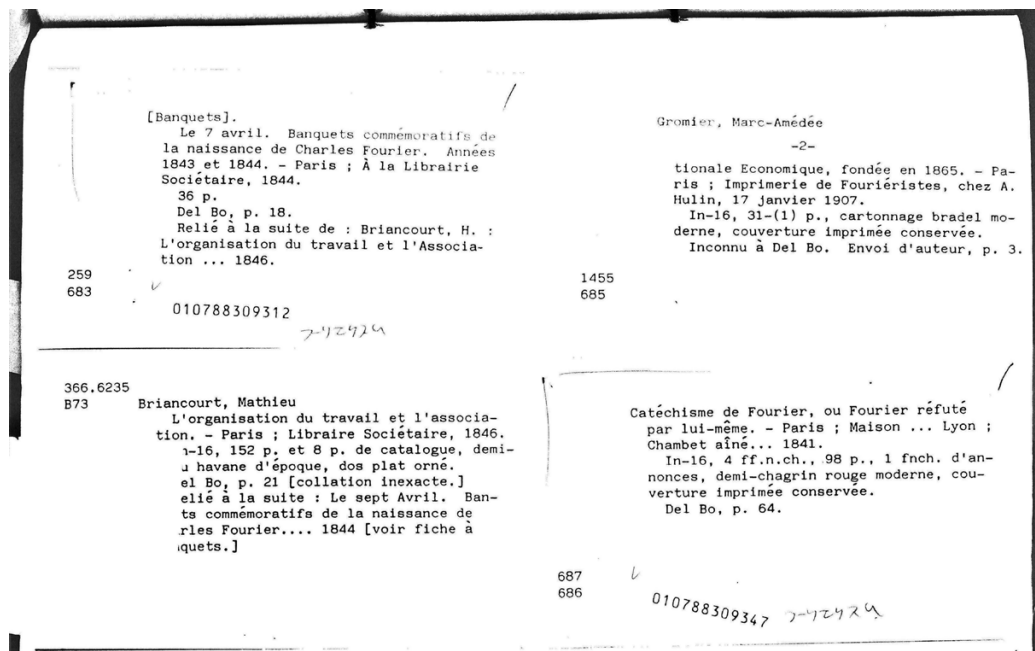 [Banquets].
Le 7 avril. Banquets commémoratifs de
la naissance de Charles Fourier. Années
1843 et 1844. - Paris ; À la Librairie
Sociétaire, 1844.
36 p.
Del Bo, p. 18.
Relié à la suite de : Briancourt, H. :
L'organisation du travail et l'Associa-
tion ... 1846.
259
683
010788309312
Gromier, Marc-Amédée
-2-
tionale Economique, fondée en 1865. - Pa-
ris ; Imprimerie de Fouriéristes, chez A.
Hulin, 17 janvier 1907.
In-16, 31-(1) p., cartonnage bradel mo-
derne, couverture imprimée conservée.
Inconnu à Del Bo. Envoi d'auteur, p. 3.
1455
685
366.6235
B73 Briancourt, Mathieu
L'organisation du travail et l'associa-
tion. - Paris ; Libraire Sociétaire, 1846.
-16, 152 p. et 8 p. de catalogue, demi-
havane d'époque, dos plat orné.
el Bo, p. 21 [collation inexacte.]
elié à la suite : Le sept Avril. Ban-
ts commémoratifs de la naissance de
rles Fourier.... 1844 [voir fiche à
quets.]
Catéchisme de Fourier, ou Fourier réfuté
par lui-même. - Paris ; Maison ... Lyon ;
Chambet aîné... 1841.
In-16, 4 ff.n.ch., 98 p., 1 fnch. d'an-
nonces, demi-chagrin rouge moderne, cou-
verture imprimée conservée.
Del Bo, p. 64.
687
686
010788309347